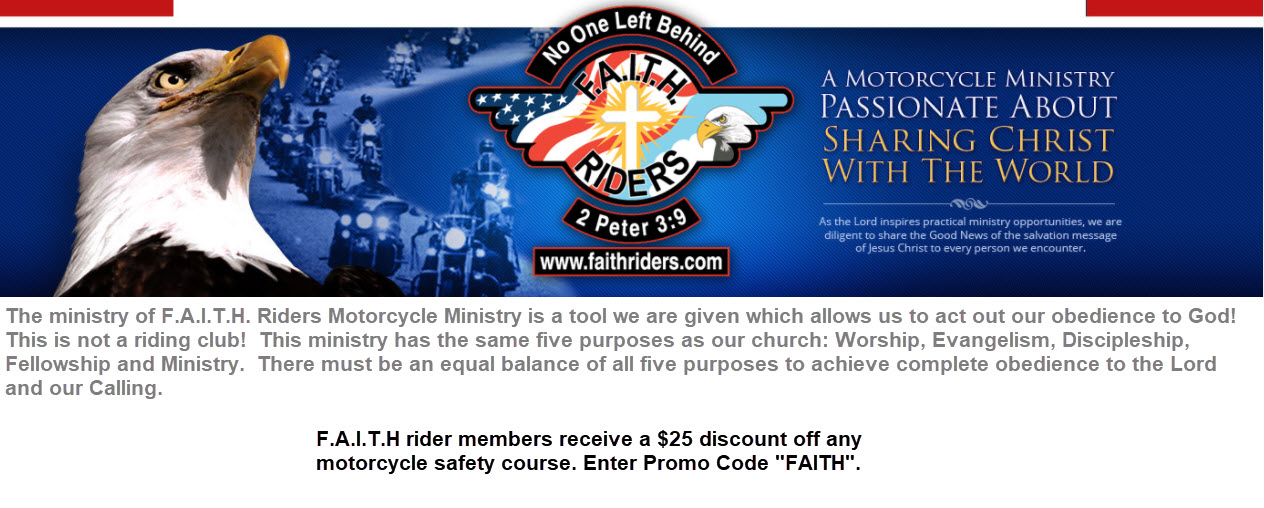 No One Left Behind
F.A.I.T.H.
RIDERS
2 Peter 3:9
www.faithriders.com
A MOTORCYCLE MINISTRY
PASSIONATE ABOUT
SHARING CHRIST
WITH THE WORLD
As the Lord inspires practical ministry opportunities, we are
diligent to share the Good News of the salvation message
of Jesus Christ to every person we encounter.
The ministry of F.A.I.T.H. Riders Motorcycle Ministry is a tool we are given which allows us to act out our obedience to God!
This is not a riding club!  This ministry has the same five purposes as our church: Worship, Evangelism, Discipleship,
Fellowship and Ministry.  There must be an equal balance of all five purposes to achieve complete obedience to the Lord
and our Calling.
F.A.I.T.H rider members receive a $25 discount off any
motorcycle safety course. Enter Promo Code "FAITH".